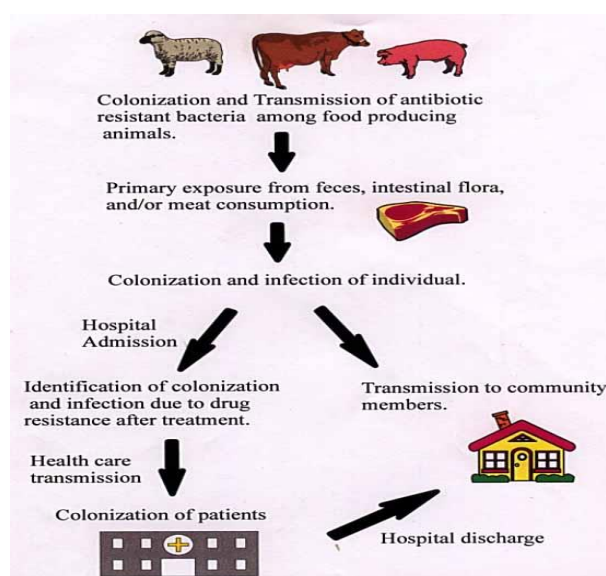 Colonization and Transmission of antibiotic
resistant bacteria among food producing
animals.
Primary exposure from feces, intestinal flora,
and/or meat consumption.
Colonization and infection of individual.
Hospital
Admission
Identification of colonization
and infection due to drug
resistance after treatment.
Transmission to community
members.
Health care
transmission
Colonization of patients
Hospital discharge